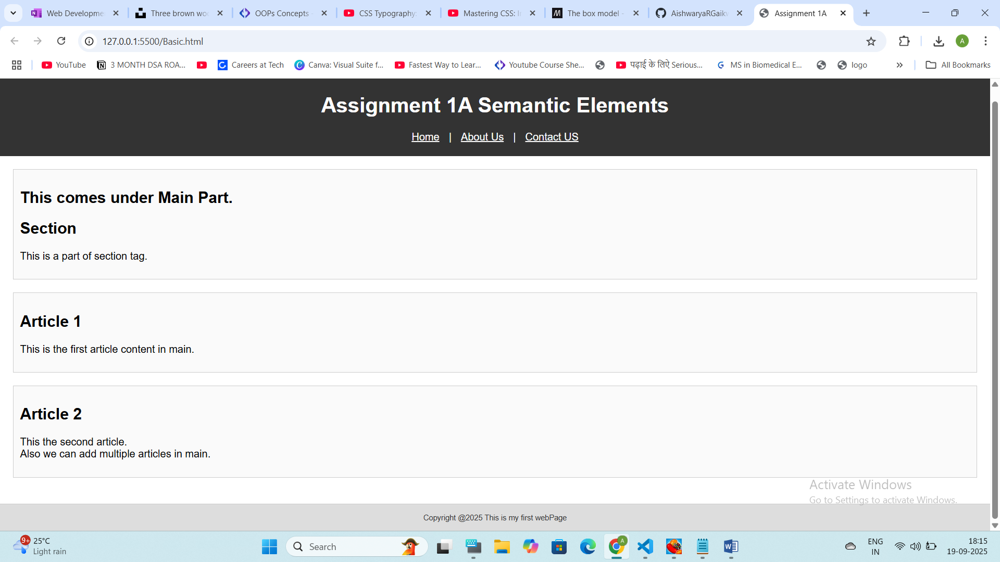 Web Developme
Three brown woo
OOPs Concepts -
CSS Typography:
Mastering CSS: I
The box model -
AishwaryaRGaikw
Assignment 1A
127.0.0.1:5500/Basic.html
A
YouTube
3 MONTH DSA ROA...
Careers at Tech
Canva: Visual Suite f...
Fastest Way to Lear...
Youtube Course She...
पढ़ाई के लिऐ Serious...
MS in Biomedical E...
logo
All Bookmarks
Assignment 1A Semantic Elements
Home | About Us | Contact US
This comes under Main Part.
Section
This is a part of section tag.
Article 1
This is the first article content in main.
Article 2
This the second article.
Also we can add multiple articles in main.
Activate Windows
Go to Settings to activate Windows.
Copyright @2025 This is my first webPage
9+
25°C
Light rain
Search
A
ENG
IN
18:15
19-09-2025